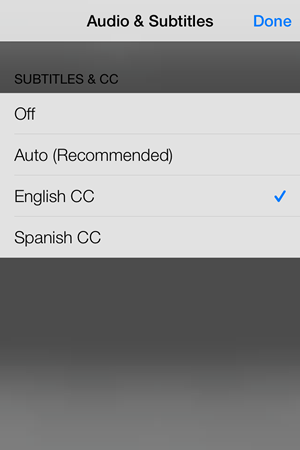 Audio & Subtitles Done
SUBTITLES & CC
Off
Auto (Recommended)
English CC
Spanish CC